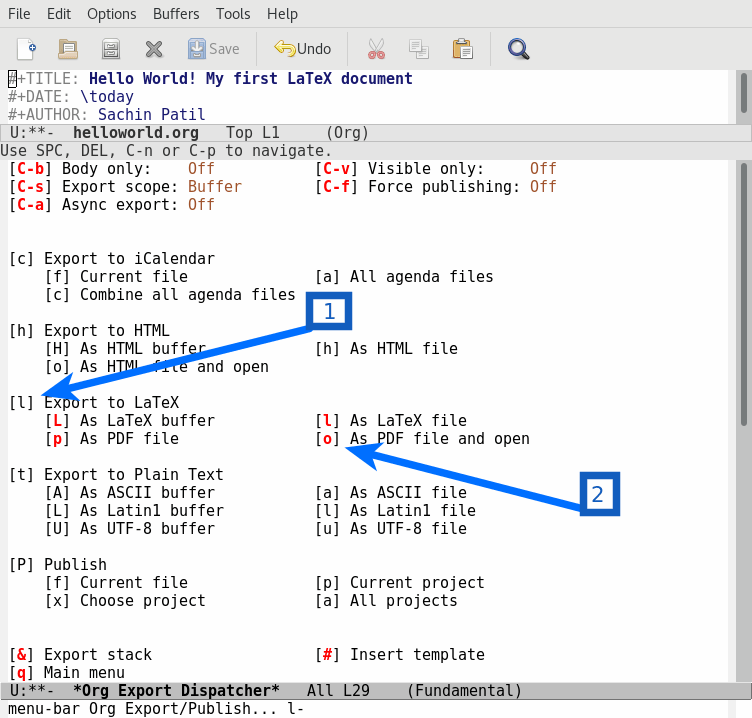 File Edit Options Buffers Tools Help
Save Undo
#+TITLE: Hello World! My first LaTeX document
#+DATE: \today
#+AUTHOR: Sachin Patil
U:**-  helloworld.org   Top L1     (Org)
Use SPC, DEL, C-n or C-p to navigate.
[C-b] Body only:    Off           [C-v] Visible only:     Off
[C-s] Export scope: Buffer        [C-f] Force publishing: Off
[C-a] Async export: Off
[c] Export to iCalendar
[f] Current file              [a] All agenda files
[c] Combine all agenda files
1
[h] Export to HTML
[H] As HTML buffer            [h] As HTML file
[o] As HTML file and open
[l] Export to LaTeX
[L] As LaTeX buffer           [l] As LaTeX file
[p] As PDF file               [o] As PDF file and open
[t] Export to Plain Text
[A] As ASCII buffer           [a] As ASCII file
2
[L] As Latin1 buffer          [l] As Latin1 file
[U] As UTF-8 buffer           [u] As UTF-8 file
[P] Publish
[f] Current file              [p] Current project
[x] Choose project            [a] All projects
[&] Export stack                  [#] Insert template
[q] Main menu
U:**-  *Org Export Dispatcher*   All L29    (Fundamental)
menu-bar Org Export/Publish... l-